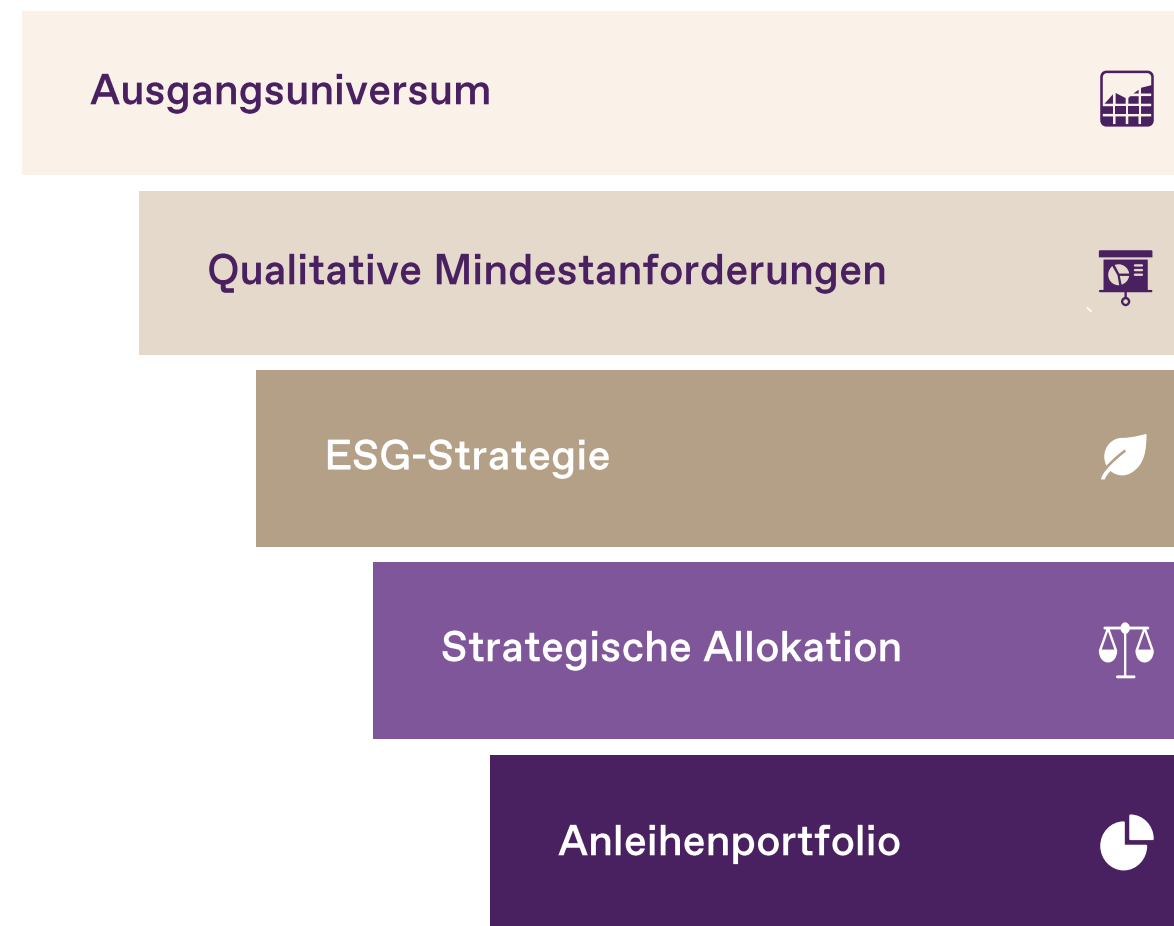 Ausgangsuniversum
Qualitative Mindestanforderungen
ESG-Strategie
Strategische Allokation
Anleihenportfolio